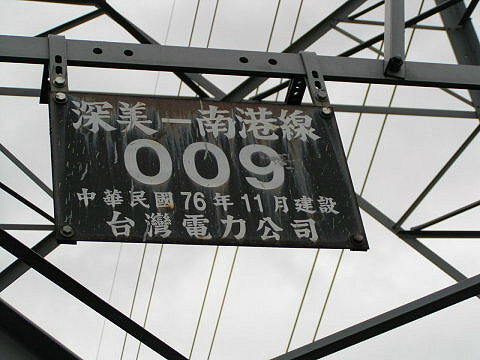 深美－南港線
009
中華民國76年11月建設
台灣電力公司